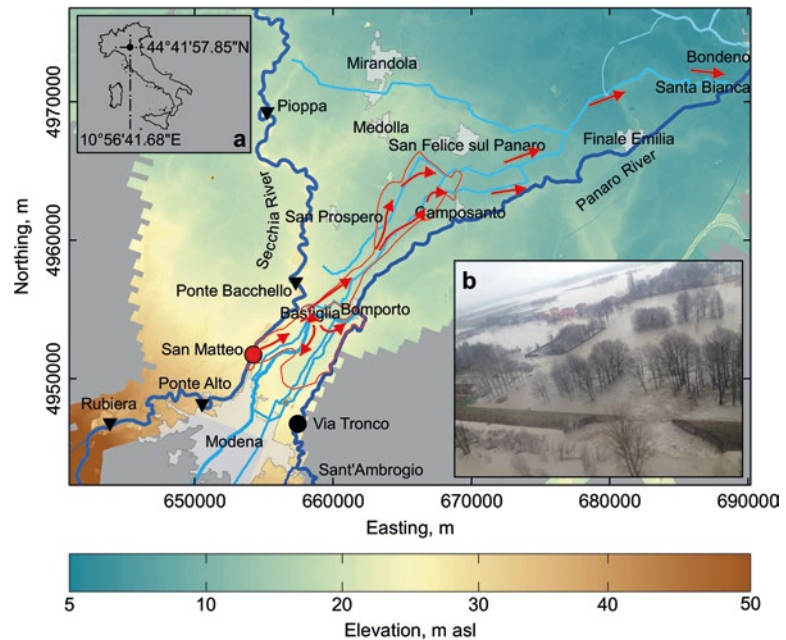 44°41'57.85"N
10°56'41.68"E
a
Mirandola
Bondeno
Santa Bianca
Pioppa
Medolla
San Felice sul Panaro
Finale Emilia
Panaro River
Secchia River
San Prospero
Camposanto
Ponte Bacchello
Bastiglia
Bomporto
b
San Matteo
Ponte Alto
Rubiera
Via Tronco
Modena
Sant'Ambrogio
4970000
4960000
4950000
Northing, m
650000
660000
670000
680000
690000
Easting, m
5
10
20
30
40
50
Elevation, m asl